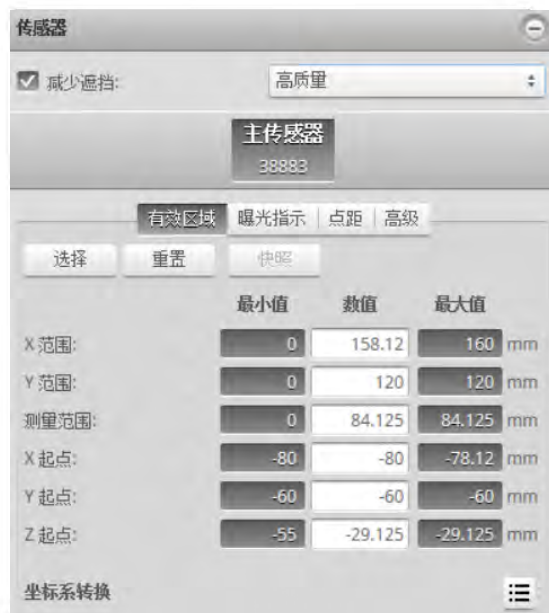 传感器
减少遮挡: 高质量
主传感器
38883
有效区域 曝光指示 点距 高级
选择 重置 快照
最小值 数值 最大值
X 范围: 0 158.12 160 mm
Y 范围: 0 120 120 mm
测量范围: 0 84.125 84.125 mm
X 起点: -80 -80 -78.12 mm
Y 起点: -60 -60 -60 mm
Z 起点: -55 -29.125 -29.125 mm
坐标系转换